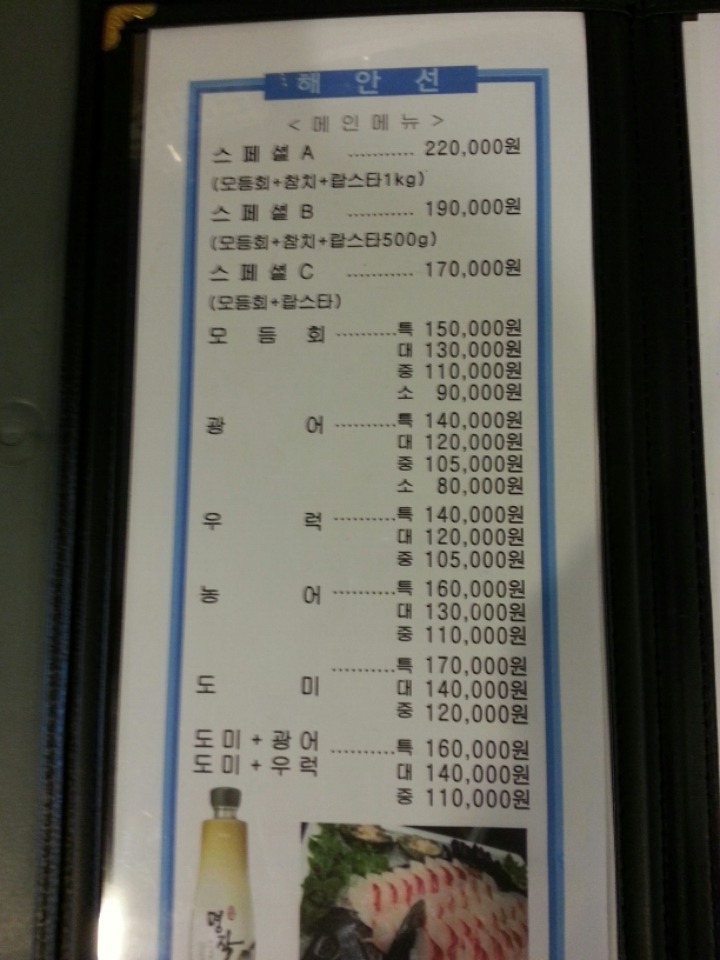 해 안 선
< 메 인 메 뉴 >
스 페 셜 A ........... 220,000원
(모듬회+참치+랍스타1kg)
스 페 셜 B ........... 190,000원
(모듬회+참치+랍스타500g)
스 페 셜 C ........... 170,000원
(모듬회+랍스타)
모 듬 회 ..........특 150,000원
대 130,000원
중 110,000원
소 90,000원
광 어 ..........특 140,000원
대 120,000원
중 105,000원
소 80,000원
우 럭 ..........특 140,000원
대 120,000원
중 105,000원
농 어 ..........특 160,000원
대 130,000원
중 110,000원
도 미 ..........특 170,000원
대 140,000원
중 120,000원
도 미 + 광 어 ..........특 160,000원
도 미 + 우 럭 대 140,000원
중 110,000원
명작